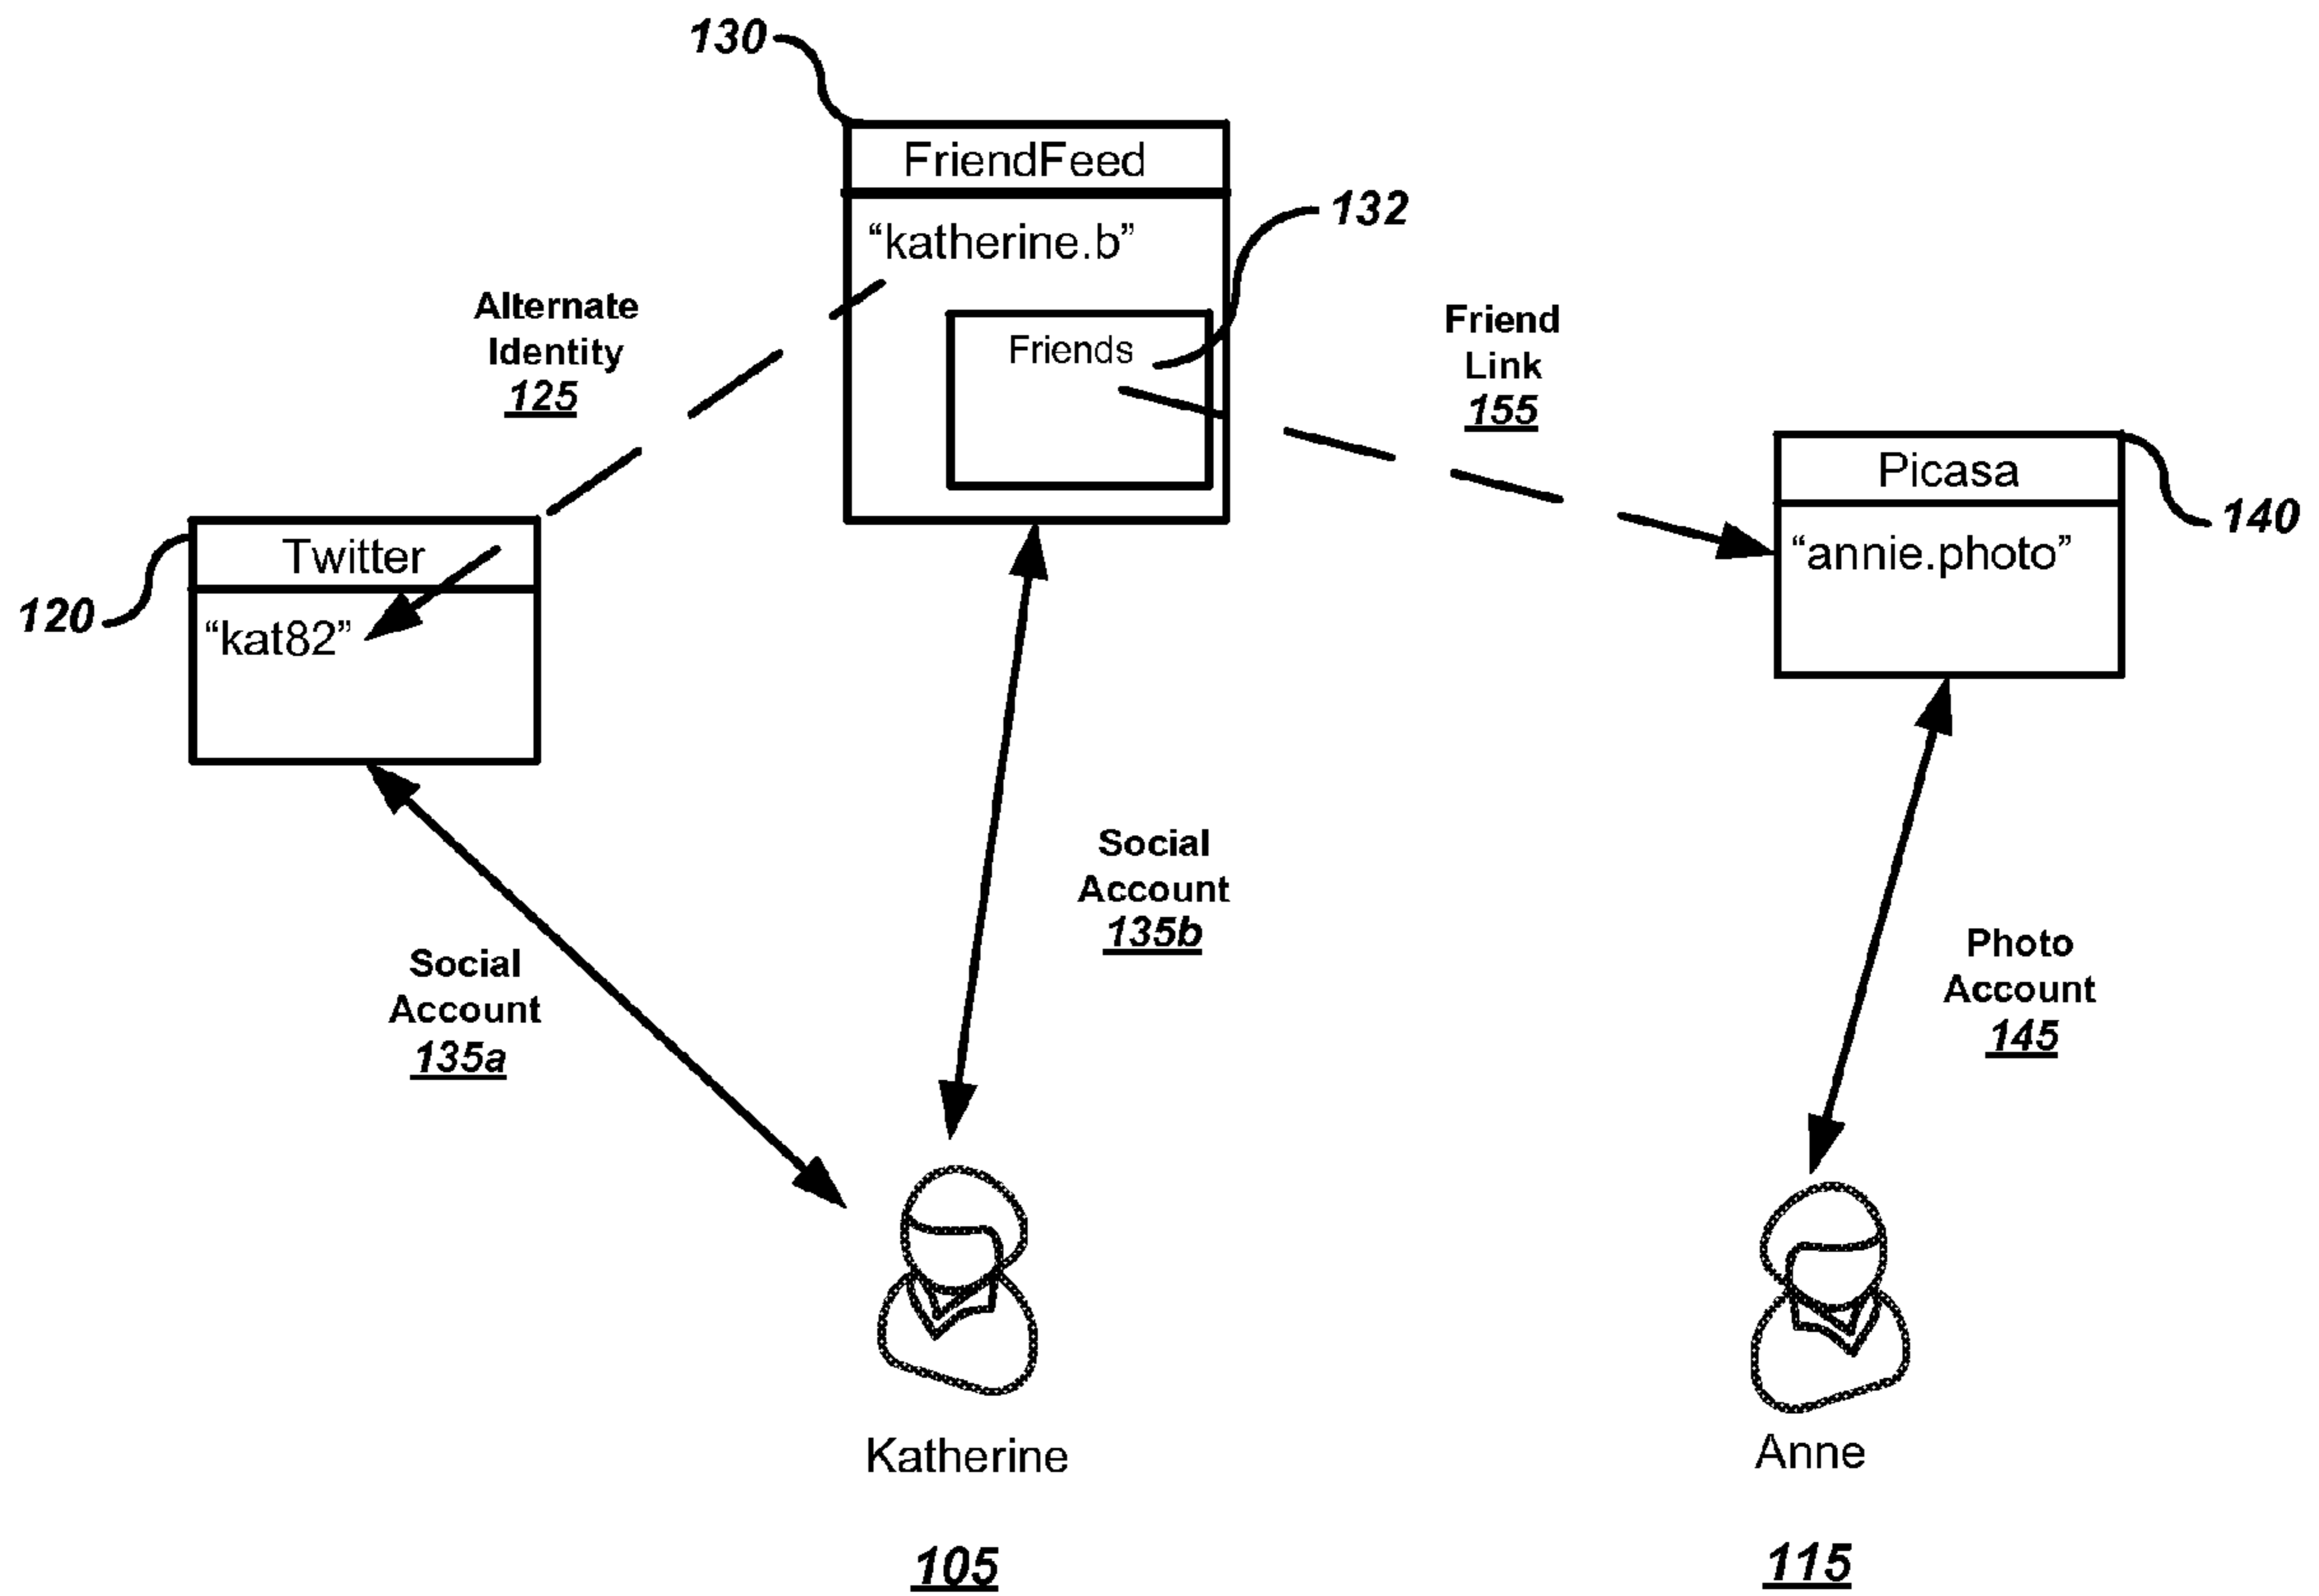 130
FriendFeed
“katherine.b”
132
Friends
Alternate
Identity
125
Friend
Link
155
Picasa
140
“annie.photo”
Twitter
120
“kat82”
Social
Account
135b
Social
Account
135a
Photo
Account
145
Katherine
Anne
105
115